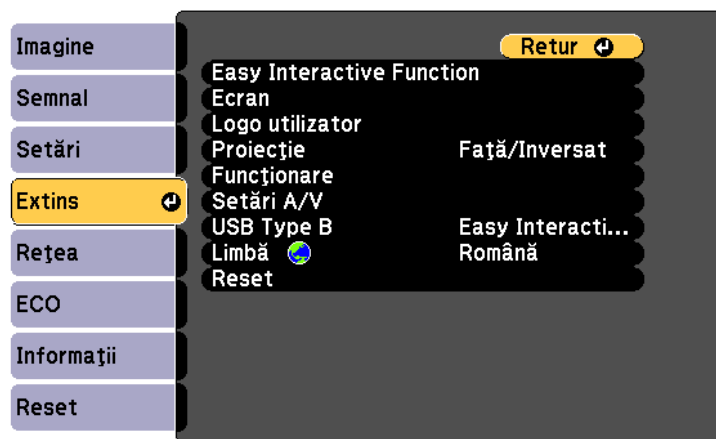 Imagine
Semnal
Setări
Extins
Reţea
ECO
Informaţii
Reset
Retur
Easy Interactive Function
Ecran
Logo utilizator
Proiecţie Faţă/Inversat
Funcţionare
Setări A/V
USB Type B Easy Interacti...
Limbă Română
Reset